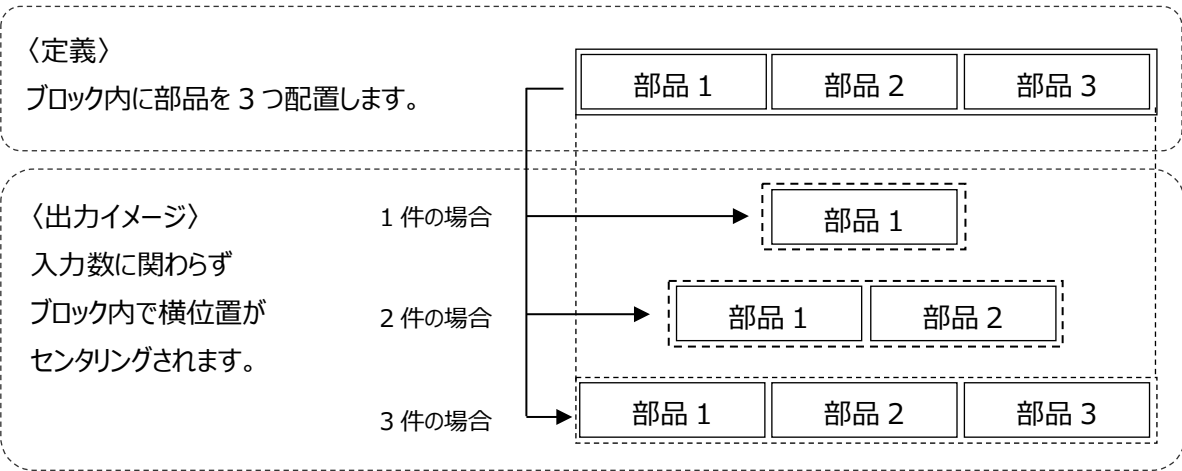 〈定義〉
ブロック内に部品を 3 つ配置します。
部品 1 部品 2 部品 3
〈出力イメージ〉
入力数に関わらず
ブロック内で横位置が
センタリングされます。
1 件の場合
部品 1
2 件の場合
部品 1 部品 2
3 件の場合
部品 1 部品 2 部品 3